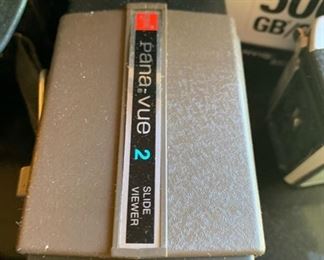 pana-vue 2
SLIDE
VIEWER
GB/